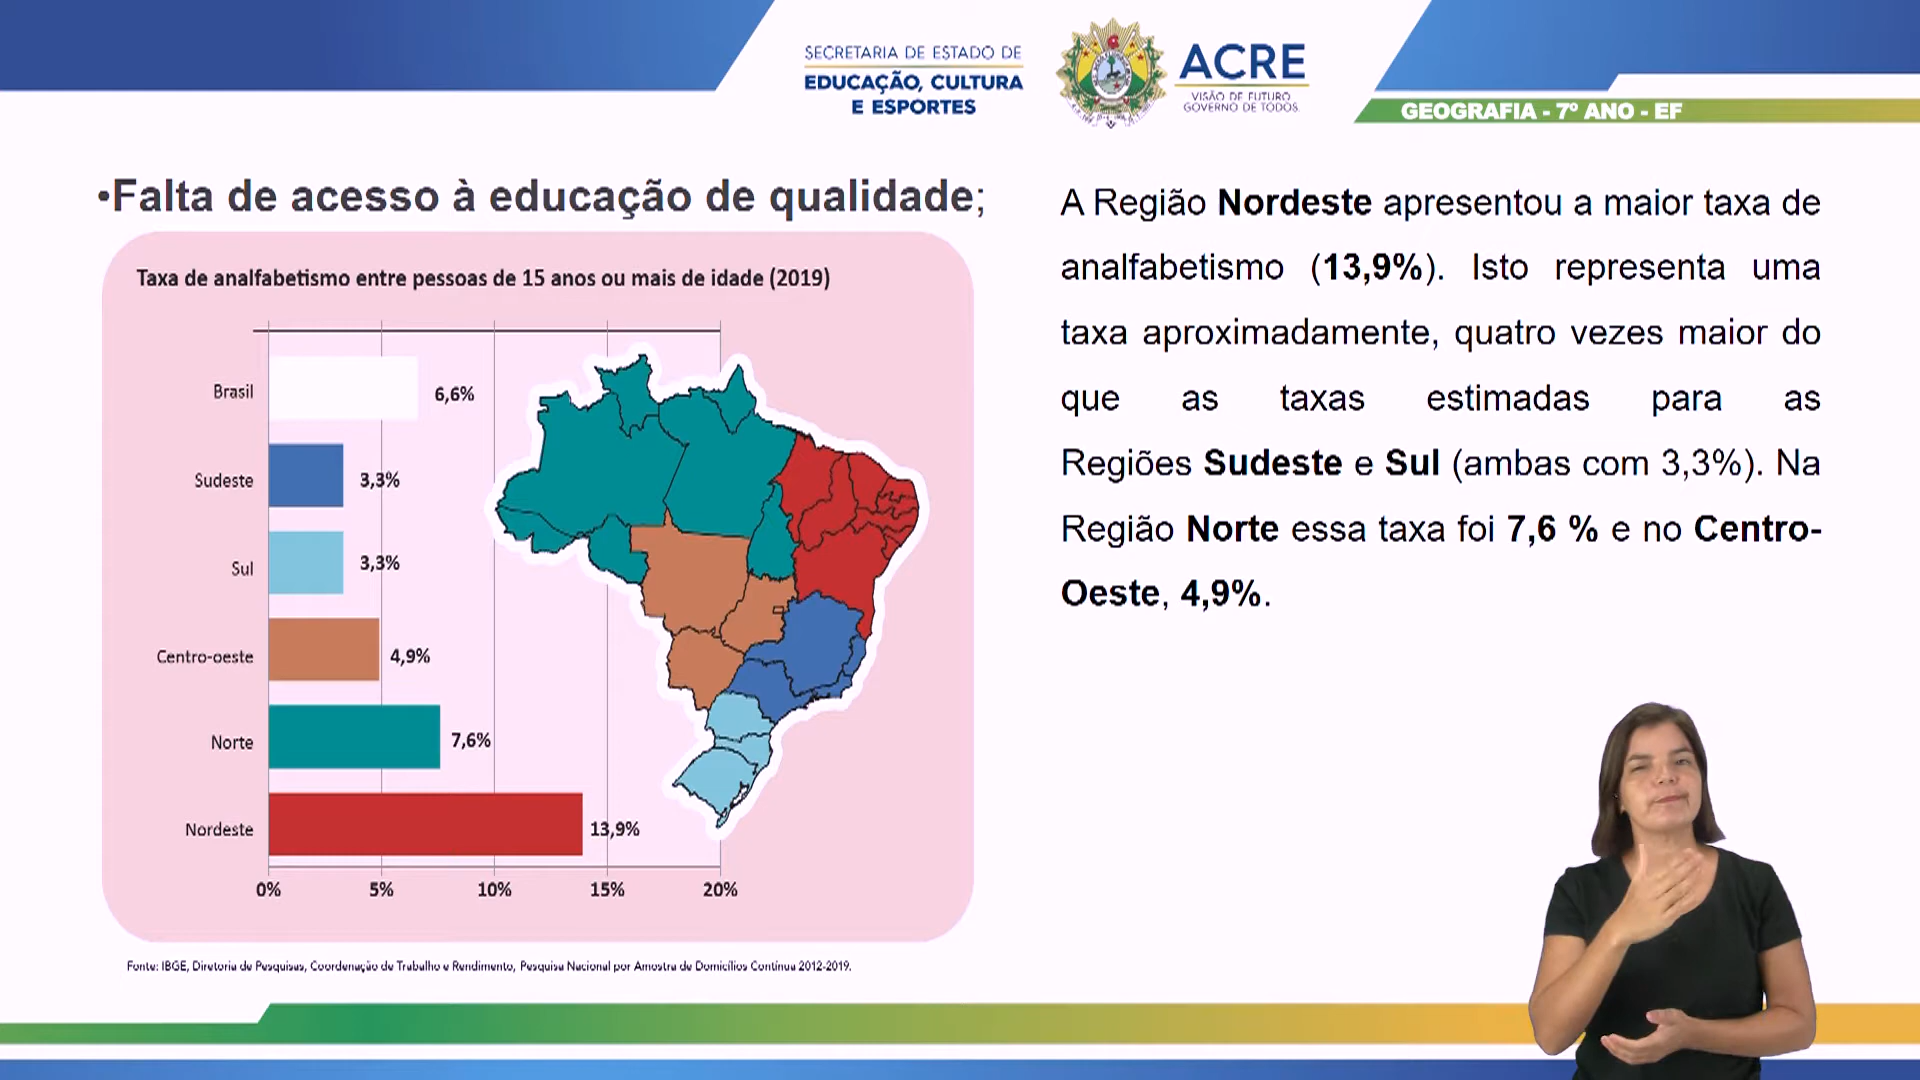 SECRETARIA DE ESTADO DE
EDUCAÇÃO, CULTURA
E ESPORTES
ACRE
VISÃO DE FUTURO
GOVERNO DE TODOS
GEOGRAFIA - 7º ANO - EF
•Falta de acesso à educação de qualidade;
Taxa de analfabetismo entre pessoas de 15 anos ou mais de idade (2019)
Brasil 6,6%
Sudeste 3,3%
Sul 3,3%
Centro-oeste 4,9%
Norte 7,6%
Nordeste 13,9%
0% 5% 10% 15% 20%
Fonte: IBGE, Diretoria de Pesquisas, Coordenação de Trabalho e Rendimento, Pesquisa Nacional por Amostra de Domicílios Contínua 2012-2019.
A Região Nordeste apresentou a maior taxa de
analfabetismo (13,9%). Isto representa uma
taxa aproximadamente, quatro vezes maior do
que as taxas estimadas para as
Regiões Sudeste e Sul (ambas com 3,3%). Na
Região Norte essa taxa foi 7,6 % e no Centro-
Oeste, 4,9%.